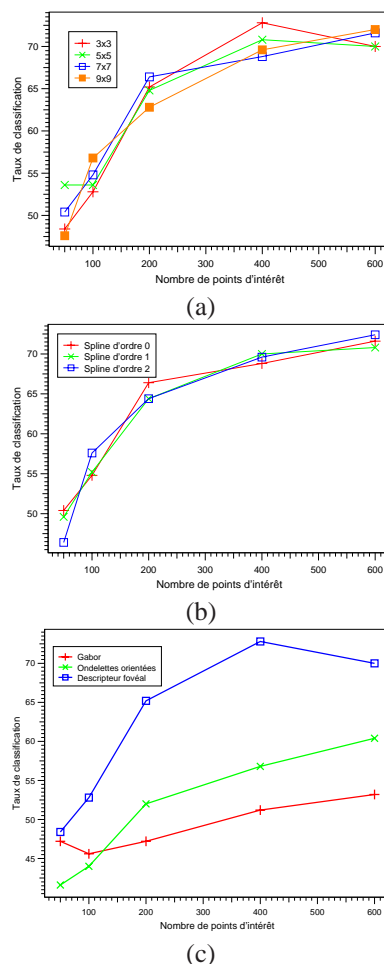 3x3
5x5
7x7
9x9
Taux de classification
70
65
60
55
50
100
200
300
400
500
600
Nombre de points d'intérêt
(a)
Spline d'ordre 0
Spline d'ordre 1
Spline d'ordre 2
Taux de classification
70
65
60
55
50
100
200
300
400
500
600
Nombre de points d'intérêt
(b)
Gabor
Ondelettes orientées
Descripteur fovéal
Taux de classification
70
65
60
55
50
45
100
200
300
400
500
600
Nombre de points d'intérêt
(c)